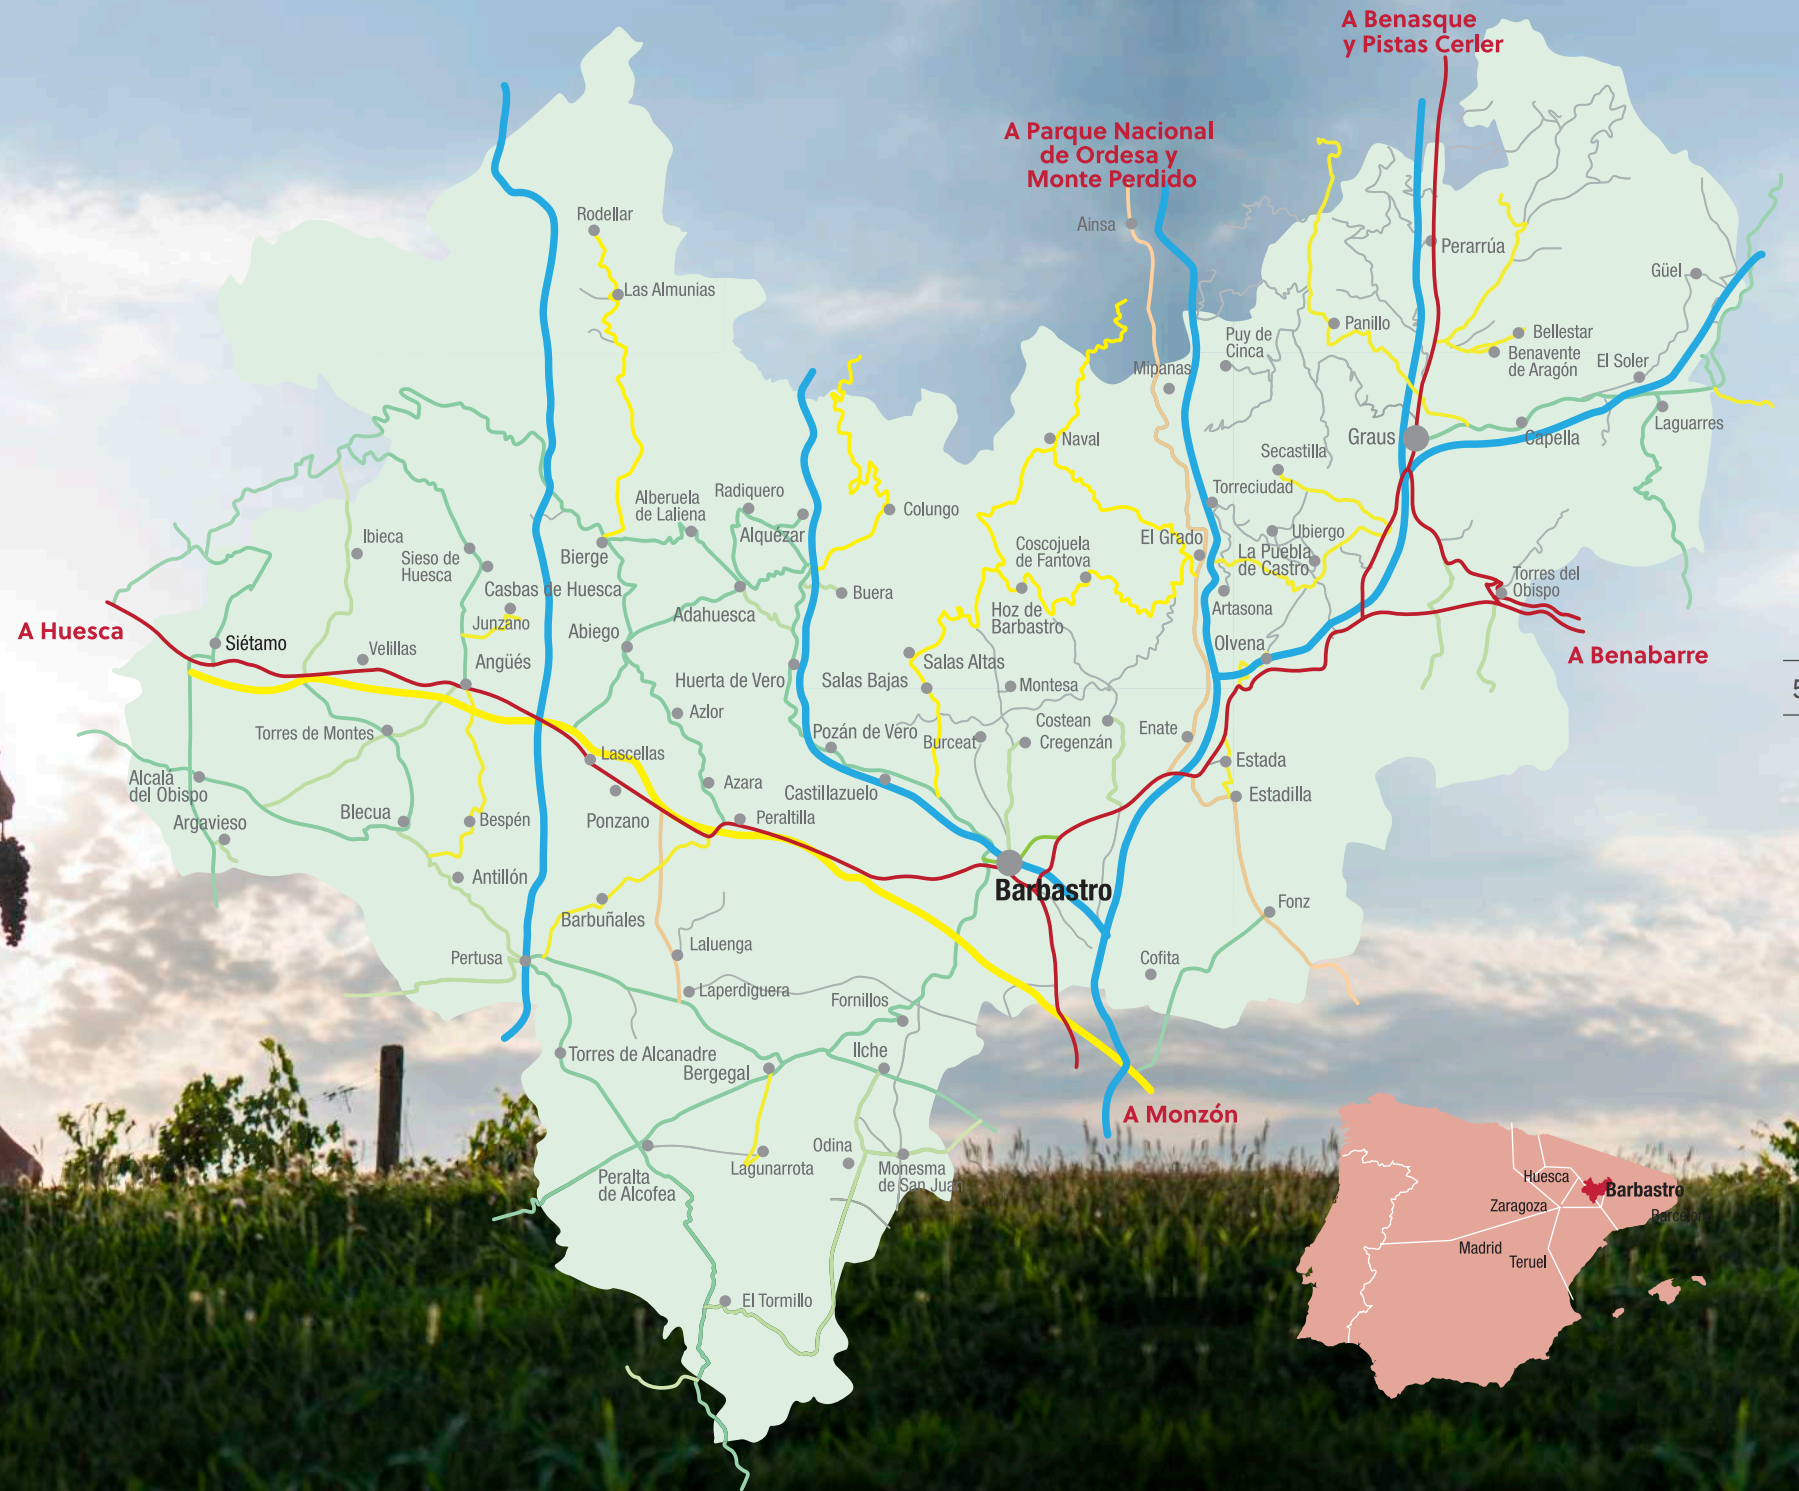 A Benasque
y Pistas Cerler
A Parque Nacional
de Ordesa y
Monte Perdido
Rodellar
Ainsa
Perarrúa
Güel
Las Almunias
Panillo
Bellestar
Puy de
Cinca
Benavente
de Aragón
El Soler
Mipanas
Laguarres
Graus
Capella
Naval
Secastilla
Torreciudad
Alberuela
de Laliena
Radiquero
Colungo
Alquézar
Ibieca
Sieso de
Huesca
Bierge
Coscojuela
de Fantova
El Grado
Ubiergo
La Puebla
de Castro
Casbas de Huesca
Junzano
Adahuesca
Buera
Hoz de
Barbastro
Artasona
Torres del
Obispo
A Huesca
Siétamo
Velillas
Angüés
Abiego
Olvena
A Benabarre
Huerta de Vero
Salas Altas
Salas Bajas
Montesa
5
Azlor
Torres de Montes
Pozán de Vero
Burceat
Costean
Cregenzán
Enate
Lascellas
Estada
Alcalá
del Obispo
Azara
Castillazuelo
Estadilla
Argavieso
Blecua
Bespén
Ponzano
Peraltilla
Antillón
Barbastro
Barbuñales
Fonz
Pertusa
Laluenga
Cofita
Laperdiguera
Fornillos
Torres de Alcanadre
Bergegal
Ilche
A Monzón
Peralta
de Alcofea
Lagunarrota
Odina
Monesma
de San Juan
El Tormillo
Huesca
Barbastro
Zaragoza
Madrid
Teruel